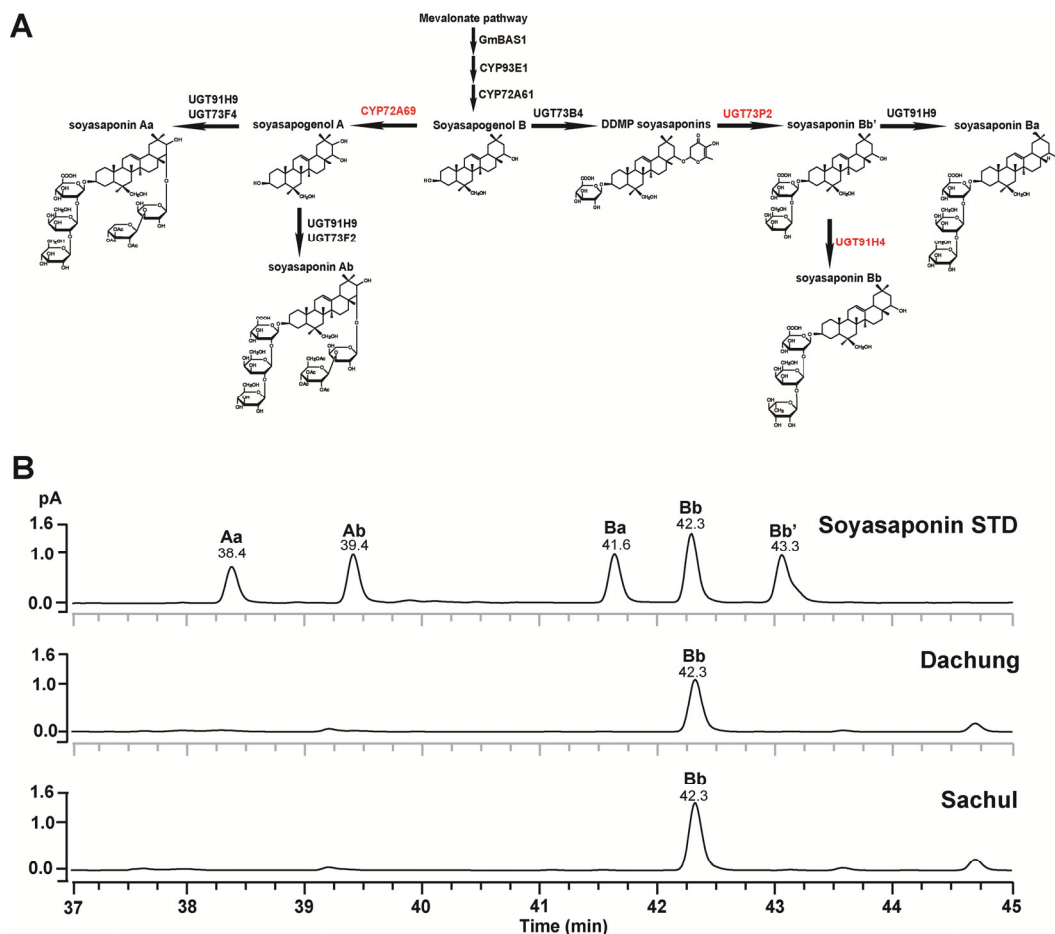 A
Mevalonate pathway
GmBAS1
CYP93E1
CYP72A61
UGT91H9
UGT73F4
CYP72A69
UGT73B4
UGT73P2
UGT91H9
soyasaponin Aa
soyasapogenol A
Soyasapogenol B
DDMP soyasaponins
soyasaponin Bb'
soyasaponin Ba
UGT91H9
UGT73F2
UGT91H4
soyasaponin Ab
soyasaponin Bb
B
pA
Soyasaponin STD
1.6
1.0
0.0
Aa
38.4
Ab
39.4
Ba
41.6
Bb
42.3
Bb'
43.3
Dachung
1.6
1.0
0.0
Bb
42.3
Sachul
1.6
1.0
0.0
Bb
42.3
37 38 39 40 41 42 43 44 45
Time (min)